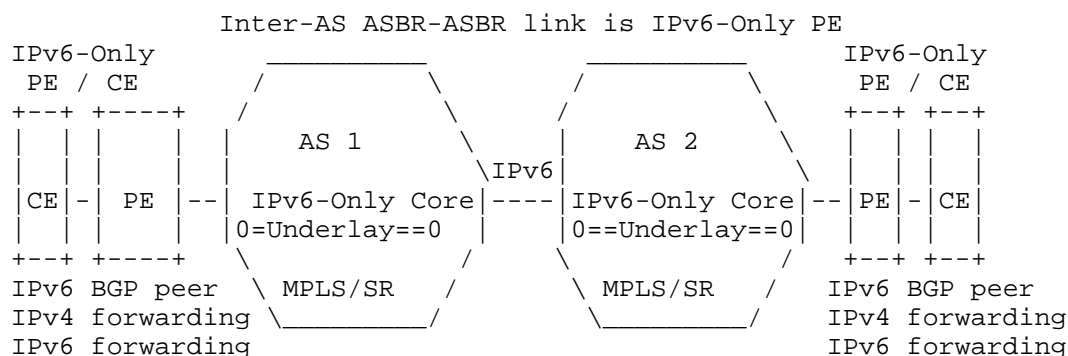 Inter-AS ASBR-ASBR link is IPv6-Only PE
IPv6-Only IPv6-Only
PE / CE PE / CE
AS 1 AS 2
IPv6
CE PE IPv6-Only Core IPv6-Only Core PE CE
0=Underlay==0 0==Underlay==0
IPv6 BGP peer MPLS/SR MPLS/SR IPv6 BGP peer
IPv4 forwarding IPv4 forwarding
IPv6 forwarding IPv6 forwarding